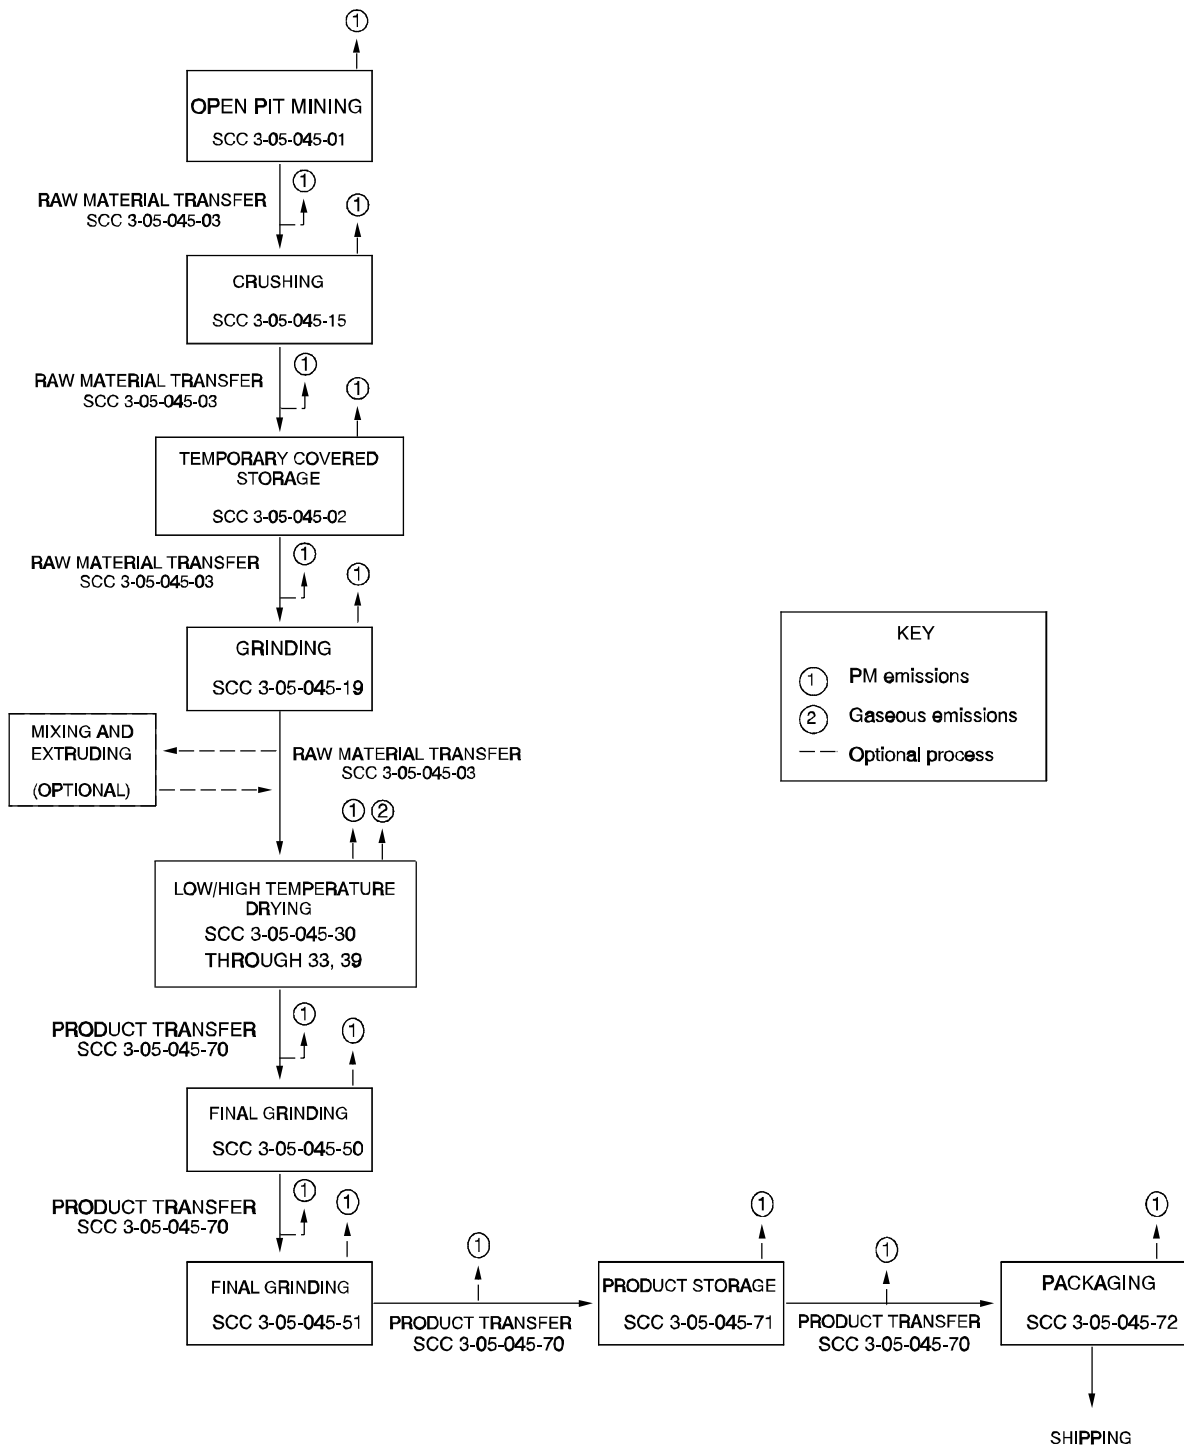 1
OPEN PIT MINING
SCC 3-05-045-01
1
RAW MATERIAL TRANSFER
SCC 3-05-045-03
1
CRUSHING
SCC 3-05-045-15
1
RAW MATERIAL TRANSFER
SCC 3-05-045-03
1
TEMPORARY COVERED
STORAGE
SCC 3-05-045-02
1
RAW MATERIAL TRANSFER
SCC 3-05-045-03
1
GRINDING
SCC 3-05-045-19
KEY
1 PM emissions
2 Gaseous emissions
Optional process
MIXING AND
EXTRUDING
(OPTIONAL)
RAW MATERIAL TRANSFER
SCC 3-05-045-03
1 2
LOW/HIGH TEMPERATURE
DRYING
SCC 3-05-045-30
THROUGH 33, 39
1
PRODUCT TRANSFER
SCC 3-05-045-70
1
FINAL GRINDING
SCC 3-05-045-50
1
PRODUCT TRANSFER
SCC 3-05-045-70
1
FINAL GRINDING
SCC 3-05-045-51
1
PRODUCT TRANSFER
SCC 3-05-045-70
1
PRODUCT STORAGE
SCC 3-05-045-71
1
PRODUCT TRANSFER
SCC 3-05-045-70
1
PACKAGING
SCC 3-05-045-72
SHIPPING